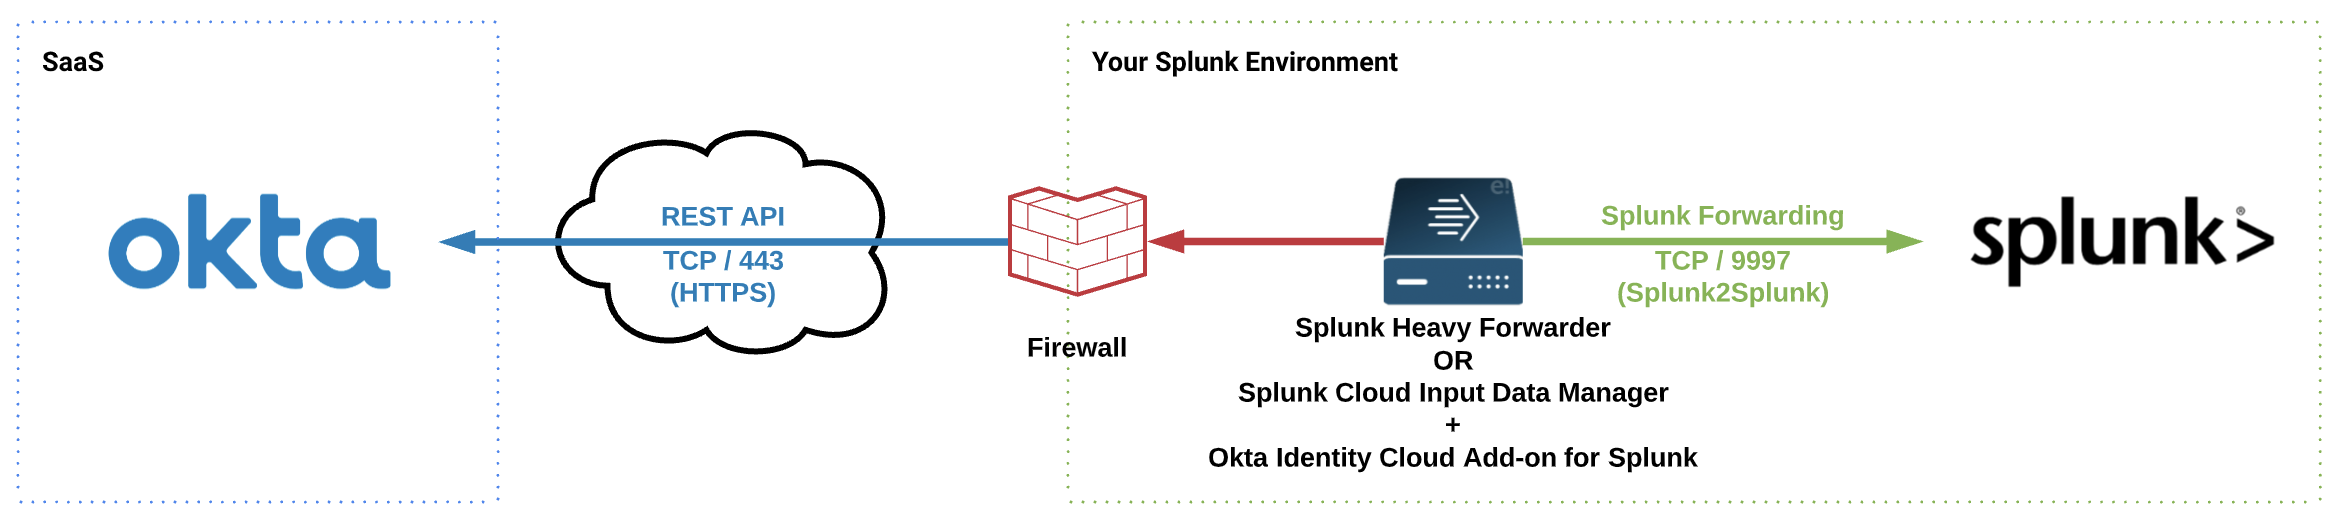 SaaS
Your Splunk Environment
okta
REST API
TCP / 443
(HTTPS)
Firewall
e!
Splunk Heavy Forwarder
OR
Splunk Cloud Input Data Manager
+
Okta Identity Cloud Add-on for Splunk
Splunk Forwarding
TCP / 9997
(Splunk2Splunk)
splunk>®